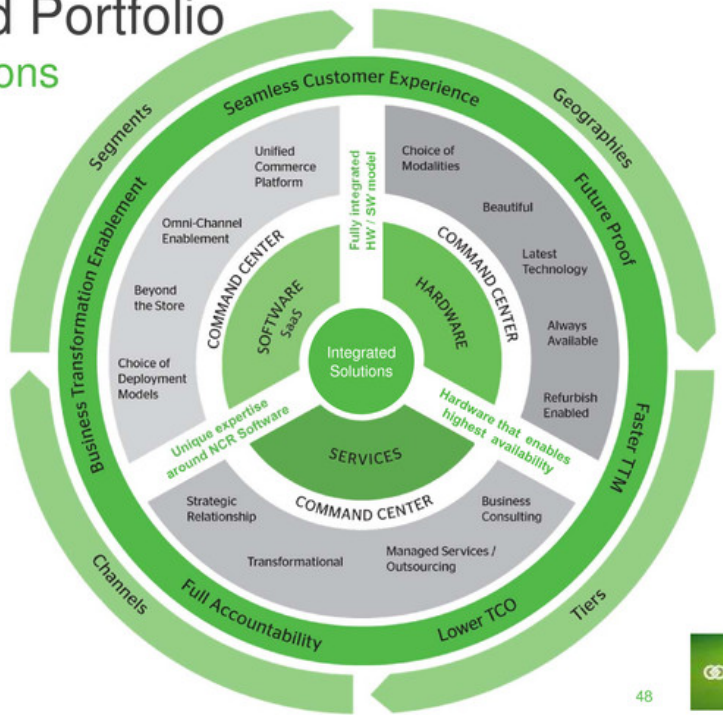 d Portfolio
ons
Segments
Geographies
Seamless Customer Experience
Future Proof
Faster TTM
Lower TCO
Full Accountability
Business Transformation Enablement
Unified
Commerce
Platform
Omni-Channel
Enablement
Beyond
the Store
Choice of
Deployment
Models
COMMAND CENTER
SOFTWARE
SaaS
Fully integrated
HW / SW model
Choice of
Modalities
Beautiful
Latest
Technology
Always
Available
Refurbish
Enabled
COMMAND CENTER
HARDWARE
Integrated
Solutions
Unique expertise
around NCR Software
Hardware that enables
highest availability
SERVICES
COMMAND CENTER
Strategic
Relationship
Transformational
Managed Services /
Outsourcing
Business
Consulting
Channels
Tiers
48